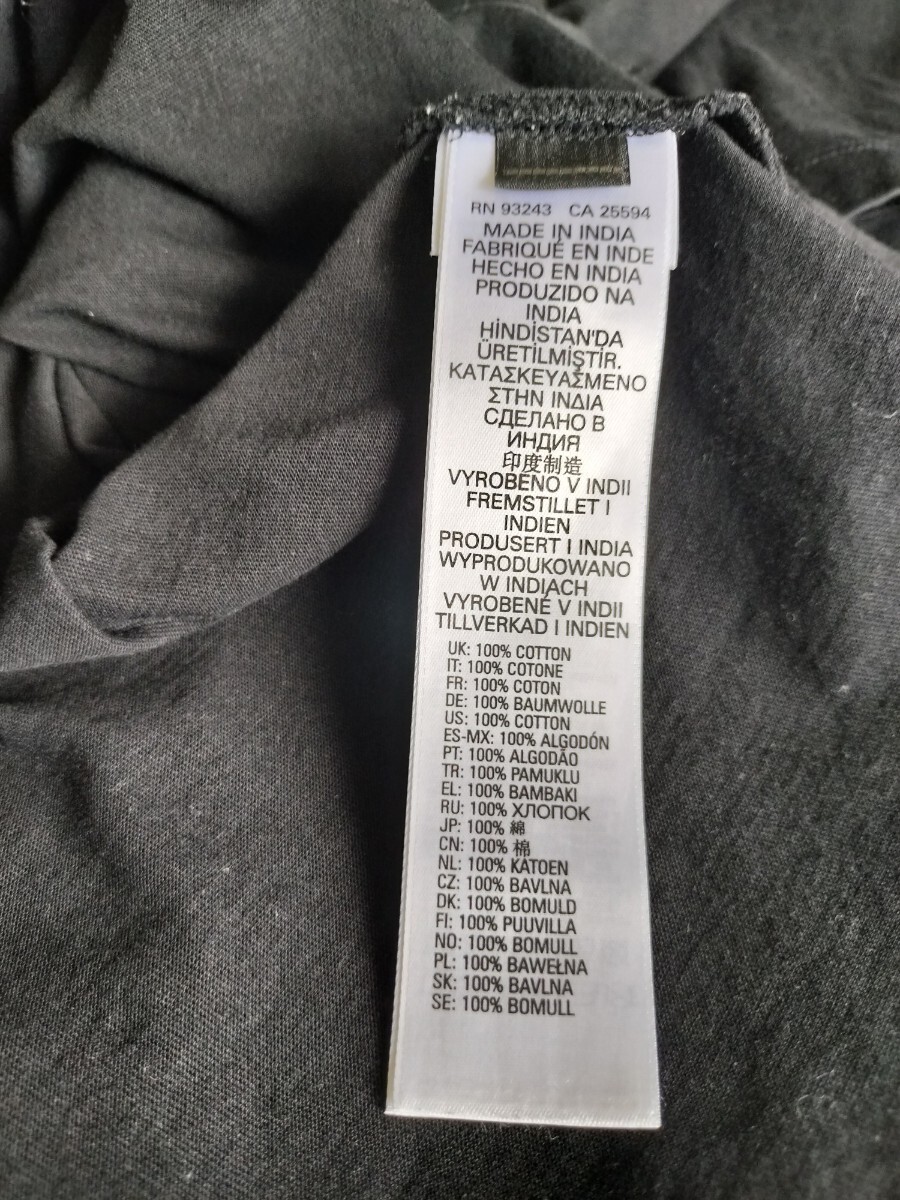 RN 93243 CA 25594
MADE IN INDIA
FABRIQUÉ EN INDE
HECHO EN INDIA
PRODUZIDO NA
INDIA
HİNDİSTAN'DA
ÜRETİLMİŞTİR.
ΚΑΤΑΣΚΕΥΑΣΜΕΝΟ
ΣΤΗΝ ΙΝΔΙΑ
СДЕЛАНО В
ИНДИЯ
印度制造
VYROBENO V INDII
FREMSTILLET I
INDIEN
PRODUSERT I INDIA
WYPRODUKOWANO
W INDIACH
VYROBENÉ V INDII
TILLVERKAD I INDIEN
UK: 100% COTTON
IT: 100% COTONE
FR: 100% COTON
DE: 100% BAUMWOLLE
US: 100% COTTON
ES-MX: 100% ALGODÓN
PT: 100% ALGODÃO
TR: 100% PAMUKLU
EL: 100% BAMBAKI
RU: 100% ХЛОПОК
JP: 100% 綿
CN: 100% 棉
NL: 100% KATOEN
CZ: 100% BAVLNA
DK: 100% BOMULD
FI: 100% PUUVILLA
NO: 100% BOMULL
PL: 100% BAWEŁNA
SK: 100% BAVLNA
SE: 100% BOMULL